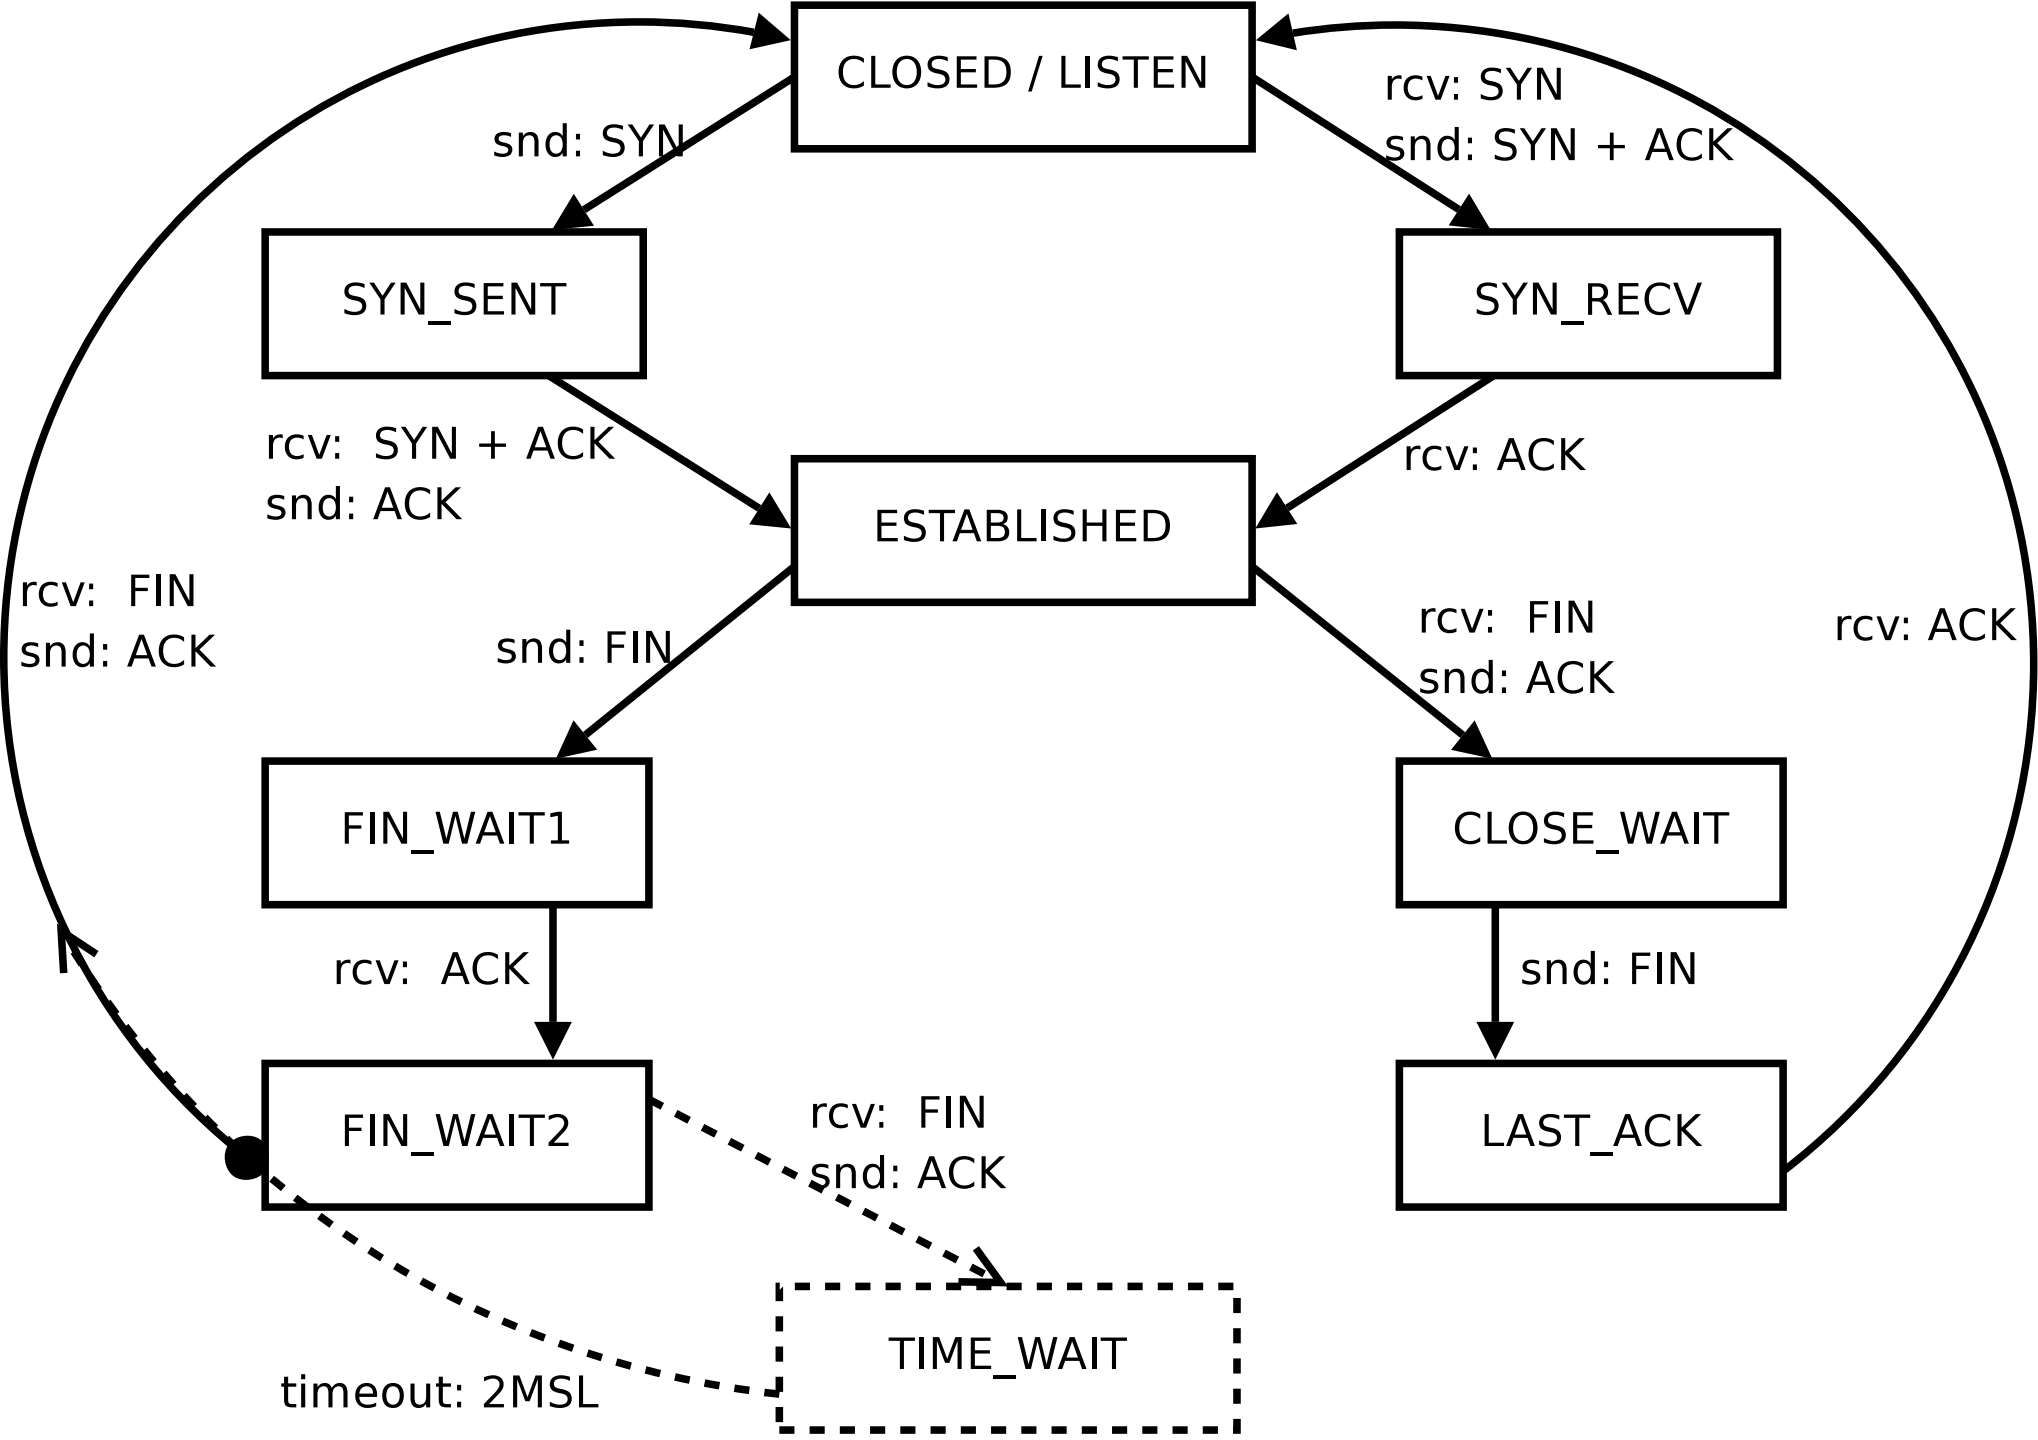 CLOSED / LISTEN
snd: SYN
rcv: SYN
snd: SYN + ACK
SYN_SENT
SYN_RECV
rcv:  SYN + ACK
snd: ACK
rcv: ACK
ESTABLISHED
rcv:  FIN
snd: ACK
snd: FIN
rcv:  FIN
snd: ACK
rcv: ACK
FIN_WAIT1
CLOSE_WAIT
rcv:  ACK
snd: FIN
FIN_WAIT2
LAST_ACK
rcv:  FIN
snd: ACK
TIME_WAIT
timeout: 2MSL